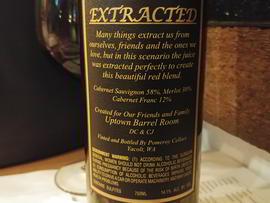 EXTRACTED
Many things extract us from
ourselves, friends and the ones we
love, but in this scenario the juice
was extracted perfectly to create
this beautiful red blend.
Cabernet Sauvignon 58%, Merlot 30%
Cabernet Franc 12%
Created for Our Friends and Family
Uptown Barrel Room
DC & CJ
Vinted and Bottled By Pomeroy Cellars
Yacolt, WA
GOVERNMENT WARNING: (1) ACCORDING TO THE SURGEON
GENERAL, WOMEN SHOULD NOT DRINK ALCOHOLIC BEVERAGES
DURING PREGNANCY BECAUSE OF THE RISK OF BIRTH DEFECTS.
CONSUMPTION OF ALCOHOLIC BEVERAGES IMPAIRS YOUR
ABILITY TO DRIVE A CAR OR OPERATE MACHINERY AND MAY
CONTAINS SULFITES 750ML 14.1% ALC